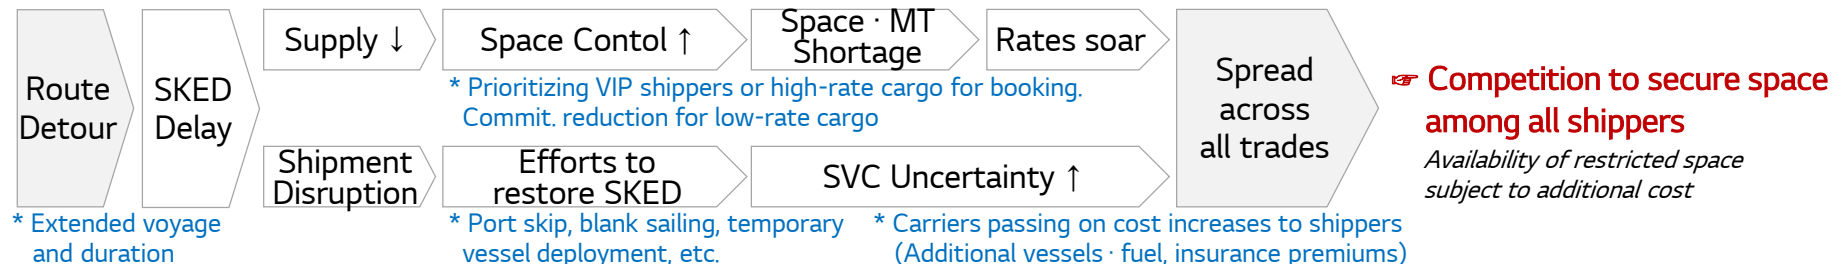 Route
Detour
* Extended voyage
and duration
SKED
Delay
Supply ↓
Space Contol ↑
Space · MT
Shortage
Rates soar
* Prioritizing VIP shippers or high-rate cargo for booking.
Commit. reduction for low-rate cargo
Shipment
Disruption
Efforts to
restore SKED
SVC Uncertainty ↑
* Port skip, blank sailing, temporary
vessel deployment, etc.
* Carriers passing on cost increases to shippers
(Additional vessels · fuel, insurance premiums)
Spread
across
all trades
☞ Competition to secure space
among all shippers
Availability of restricted space
subject to additional cost